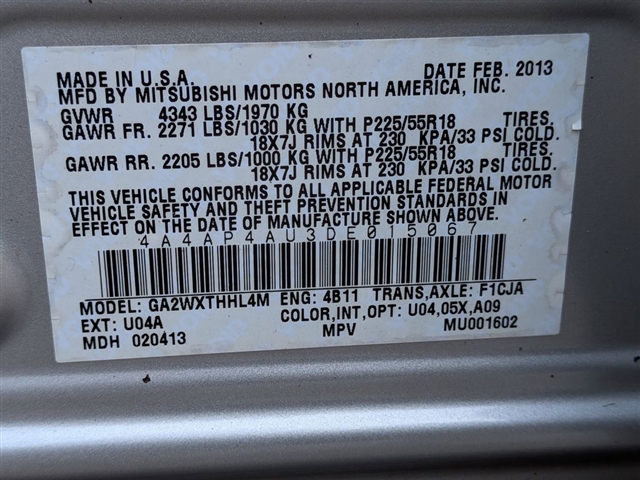 MADE IN U.S.A. DATE FEB. 2013
MFD BY MITSUBISHI MOTORS NORTH AMERICA, INC.
GVWR 4343 LBS/1970 KG
GAWR FR. 2271 LBS/1030 KG WITH P225/55R18 TIRES.
18X7J RIMS AT 230 KPA/33 PSI COLD.
GAWR RR. 2205 LBS/1000 KG WITH P225/55R18 TIRES.
18X7J RIMS AT 230 KPA/33 PSI COLD.
THIS VEHICLE CONFORMS TO ALL APPLICABLE FEDERAL MOTOR
VEHICLE SAFETY AND THEFT PREVENTION STANDARDS IN
EFFECT ON THE DATE OF MANUFACTURE SHOWN ABOVE.
4A4AP4AU3DE015067
MODEL: GA2WXTHHL4M ENG: 4B11 TRANS,AXLE: F1CJA
EXT: U04A COLOR,INT,OPT: U04,05X,A09
MDH 020413 MPV MU001602